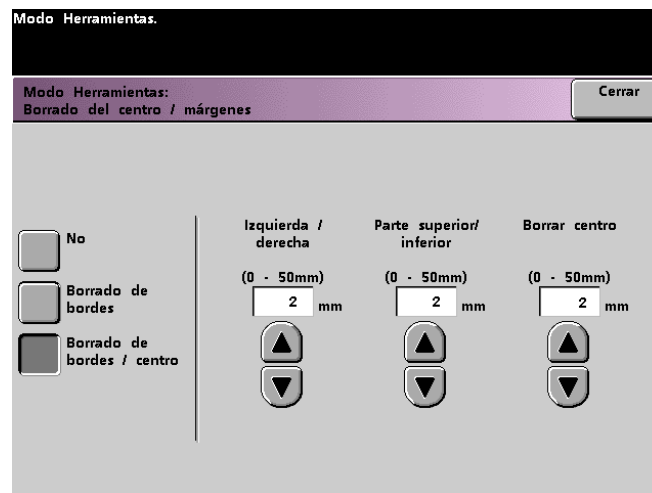 Modo Herramientas.
Modo Herramientas:
Borrado del centro / márgenes
Cerrar
No
Borrado de
bordes
Borrado de
bordes / centro
Izquierda /
derecha
(0 - 50mm)
2 mm
Parte superior/
inferior
(0 - 50mm)
2 mm
Borrar centro
(0 - 50mm)
2 mm